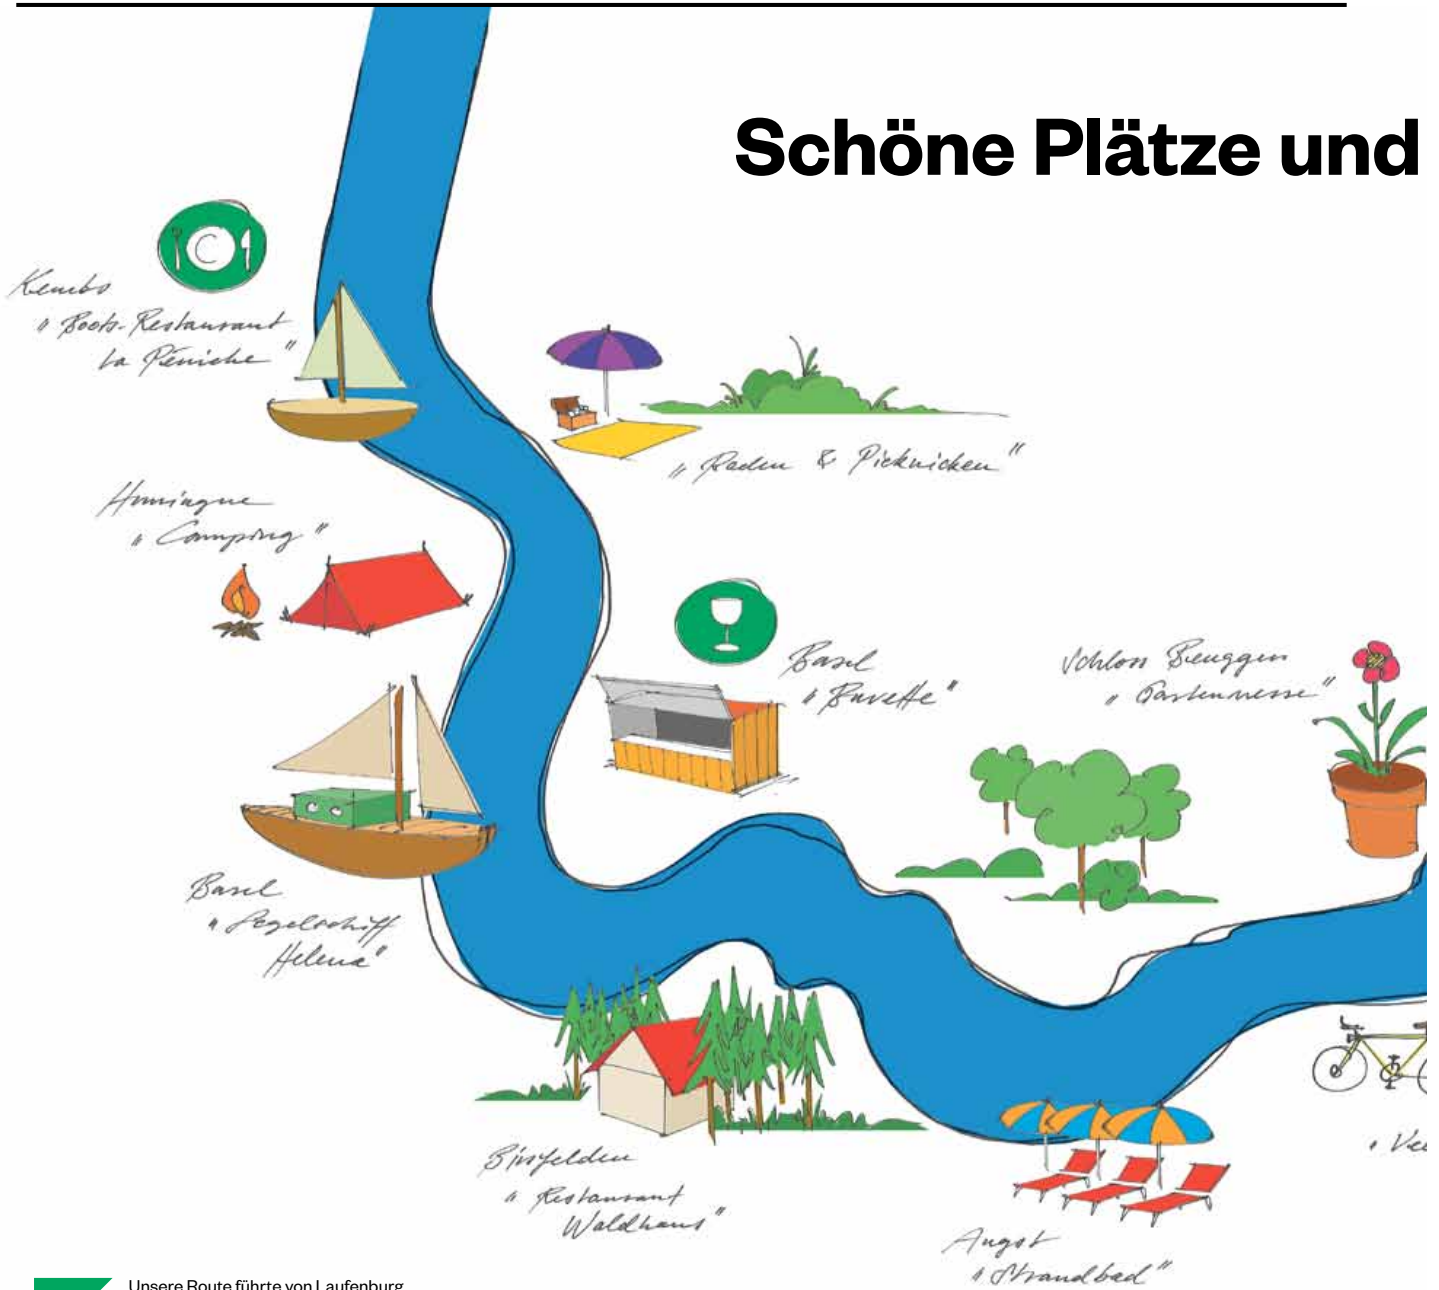 Schöne Plätze und
Kembs
"Boots-Restaurant
La Péniche"
"Baden & Picknicken"
Huningue
"Camping"
Basel
"Buvette"
Schloss Beuggen
"Gartenmesse"
Basel
"Segelschiff
Helena"
Birsfelden
"Restaurant
Waldhaus"
Augst
"Strandbad"
Unsere Route führte von Laufenburg